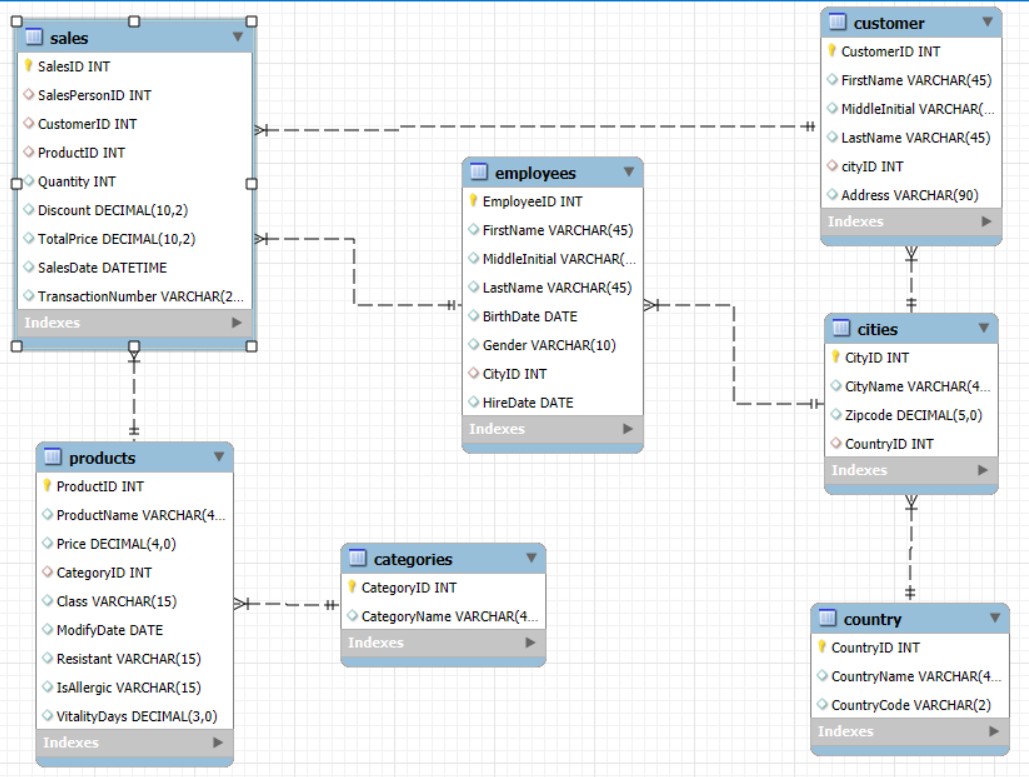 sales
SalesID INT
SalesPersonID INT
CustomerID INT
ProductID INT
Quantity INT
Discount DECIMAL(10,2)
TotalPrice DECIMAL(10,2)
SalesDate DATETIME
TransactionNumber VARCHAR(2...
Indexes
customer
CustomerID INT
FirstName VARCHAR(45)
MiddleInitial VARCHAR(...
LastName VARCHAR(45)
cityID INT
Address VARCHAR(90)
Indexes
employees
EmployeeID INT
FirstName VARCHAR(45)
MiddleInitial VARCHAR(...
LastName VARCHAR(45)
BirthDate DATE
Gender VARCHAR(10)
CityID INT
HireDate DATE
Indexes
cities
CityID INT
CityName VARCHAR(4...
Zipcode DECIMAL(5,0)
CountryID INT
Indexes
products
ProductID INT
ProductName VARCHAR(4...
Price DECIMAL(4,0)
CategoryID INT
Class VARCHAR(15)
ModifyDate DATE
Resistant VARCHAR(15)
IsAllergic VARCHAR(15)
VitalityDays DECIMAL(3,0)
Indexes
categories
CategoryID INT
CategoryName VARCHAR(4...
Indexes
country
CountryID INT
CountryName VARCHAR(4...
CountryCode VARCHAR(2)
Indexes